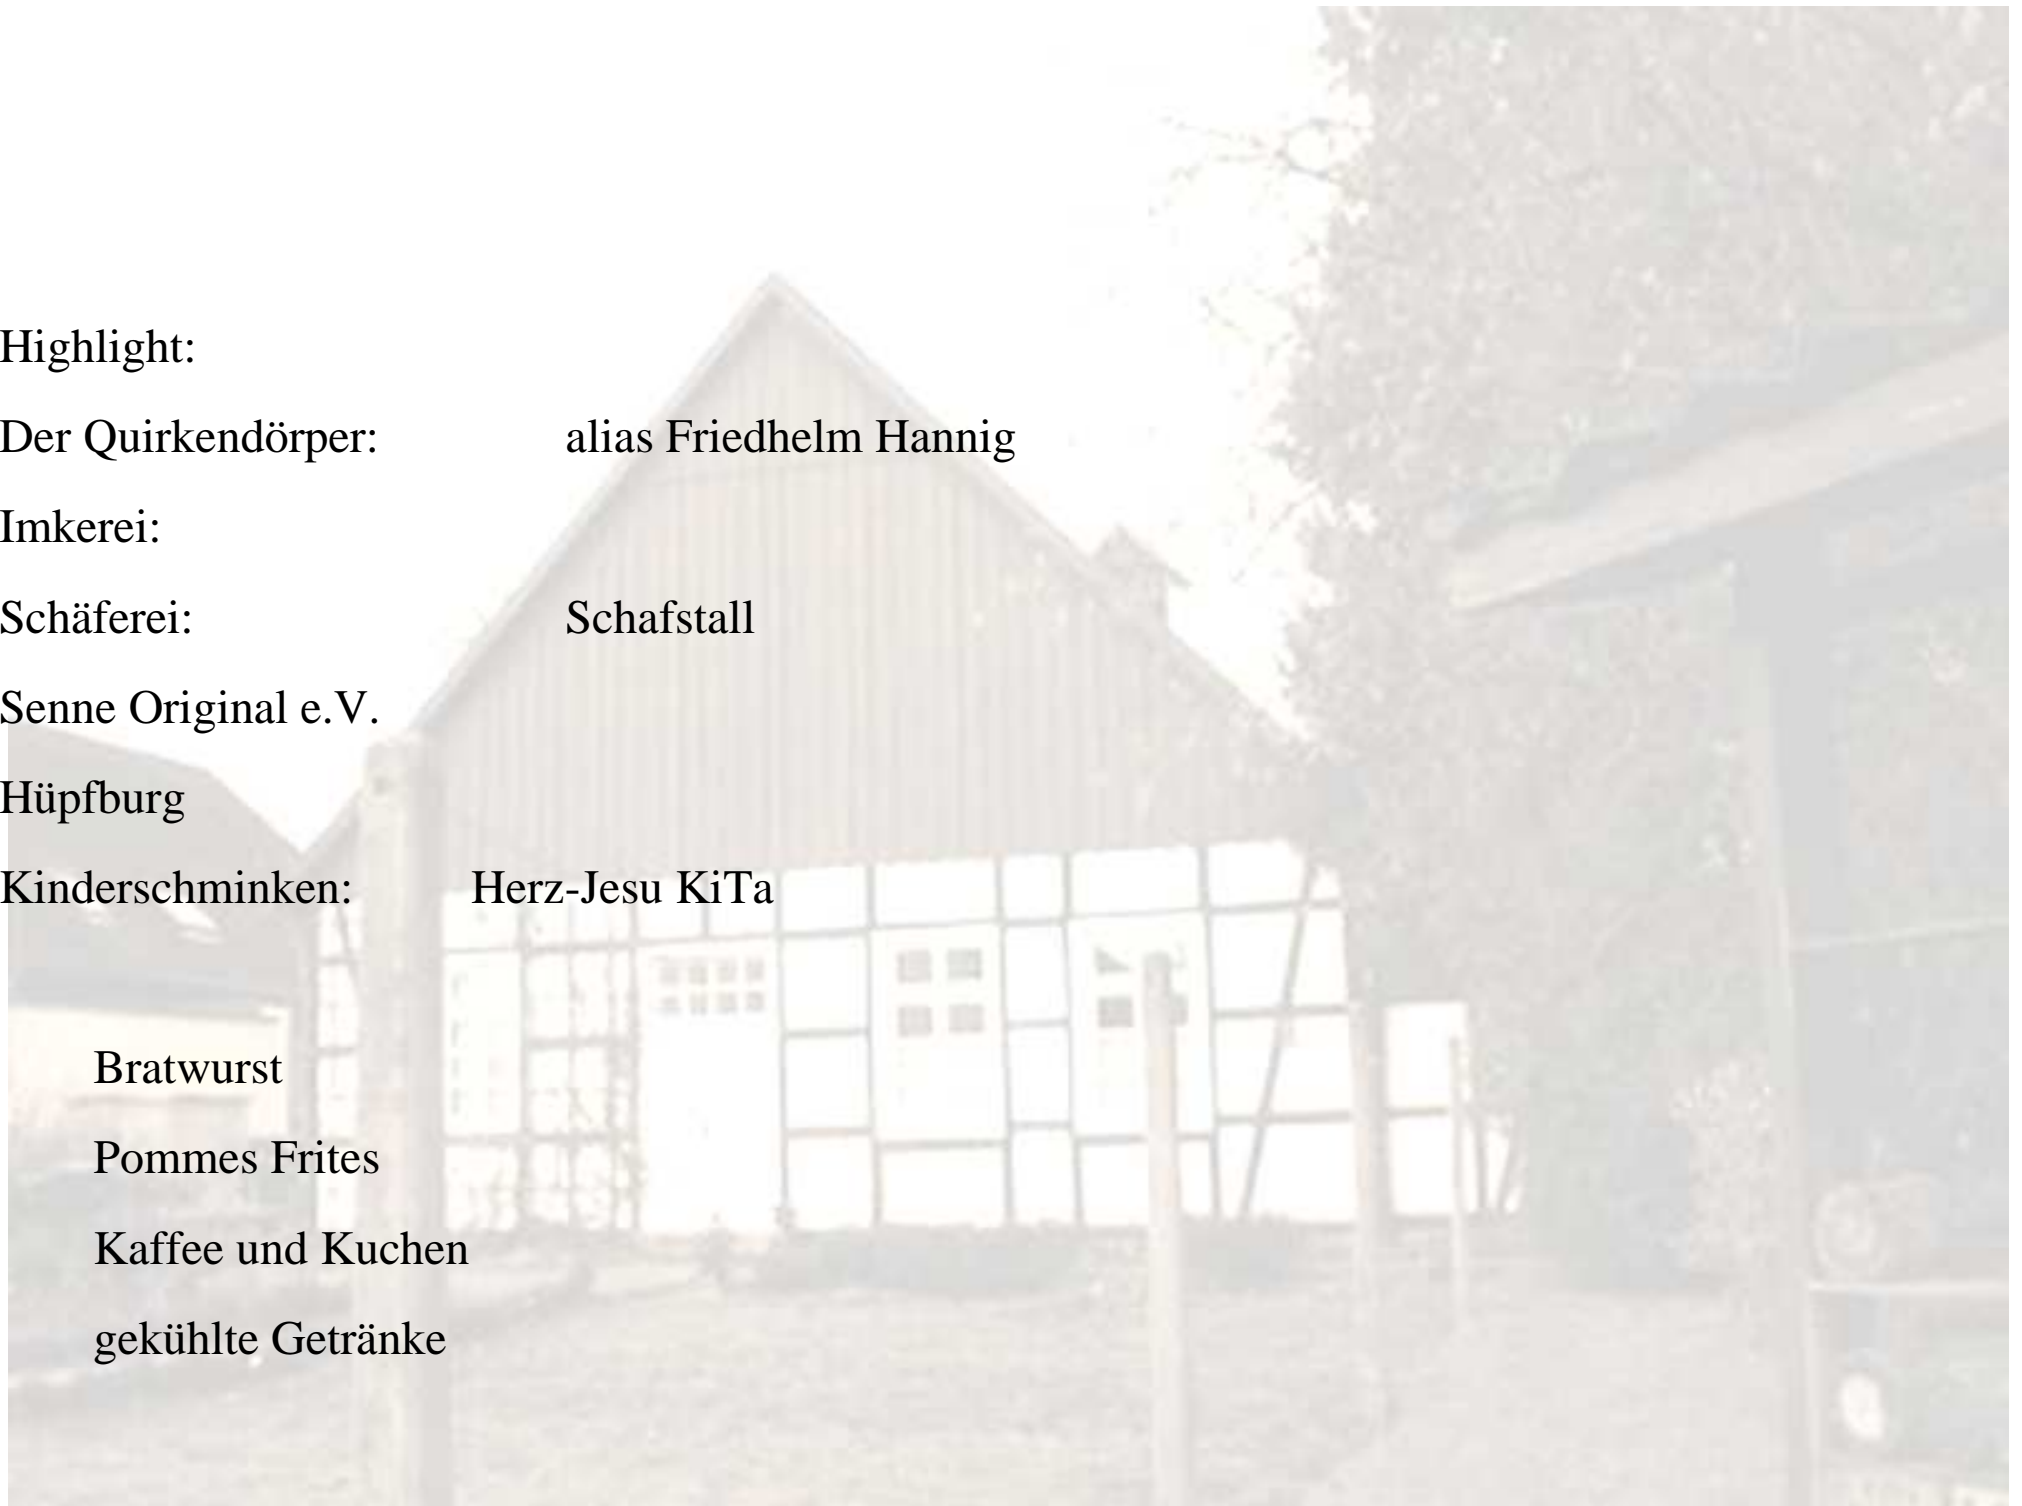 Highlight:
Der Quirkendörper: alias Friedhelm Hannig
Imkerei:
Schäferei: Schafstall
Senne Original e.V.
Hüpfburg
Kinderschminken: Herz-Jesu KiTa
Bratwurst
Pommes Frites
Kaffee und Kuchen
gekühlte Getränke